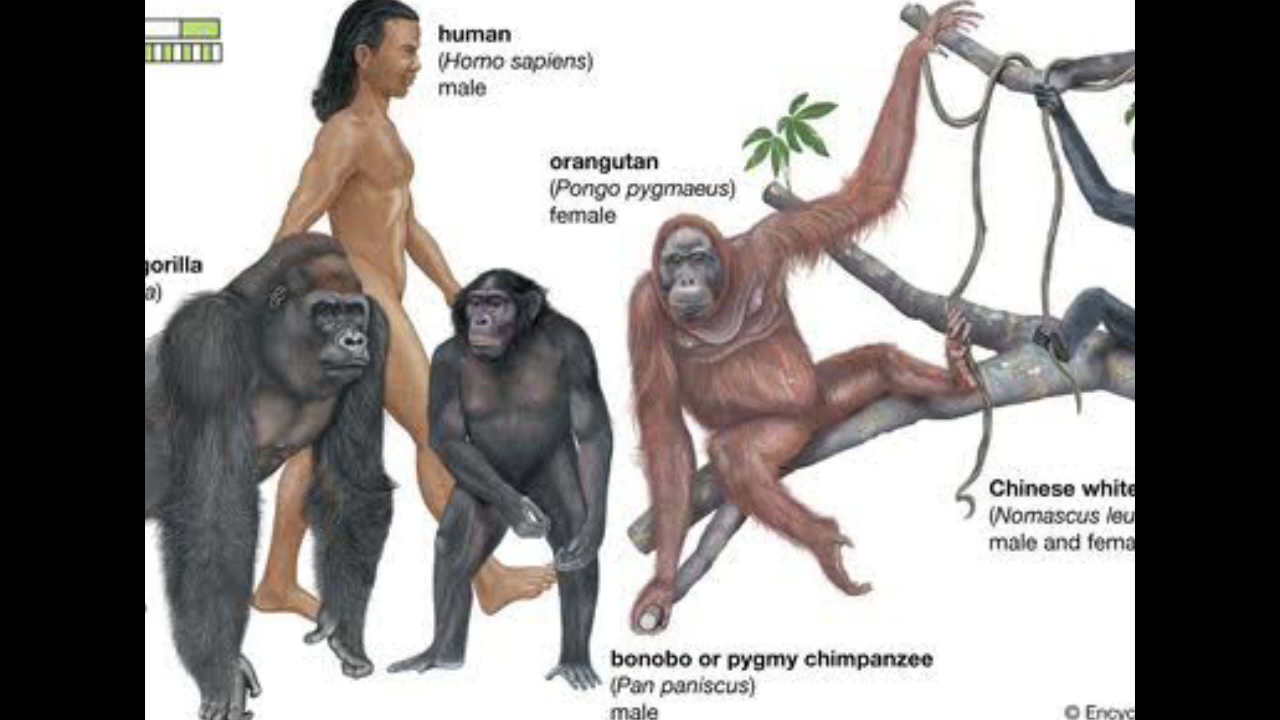 human
(Homo sapiens)
male
orangutan
(Pongo pygmaeus)
female
gorilla
a)
Chinese white
(Nomascus leu
male and fema
bonobo or pygmy chimpanzee
(Pan paniscus)
male
© Encyc